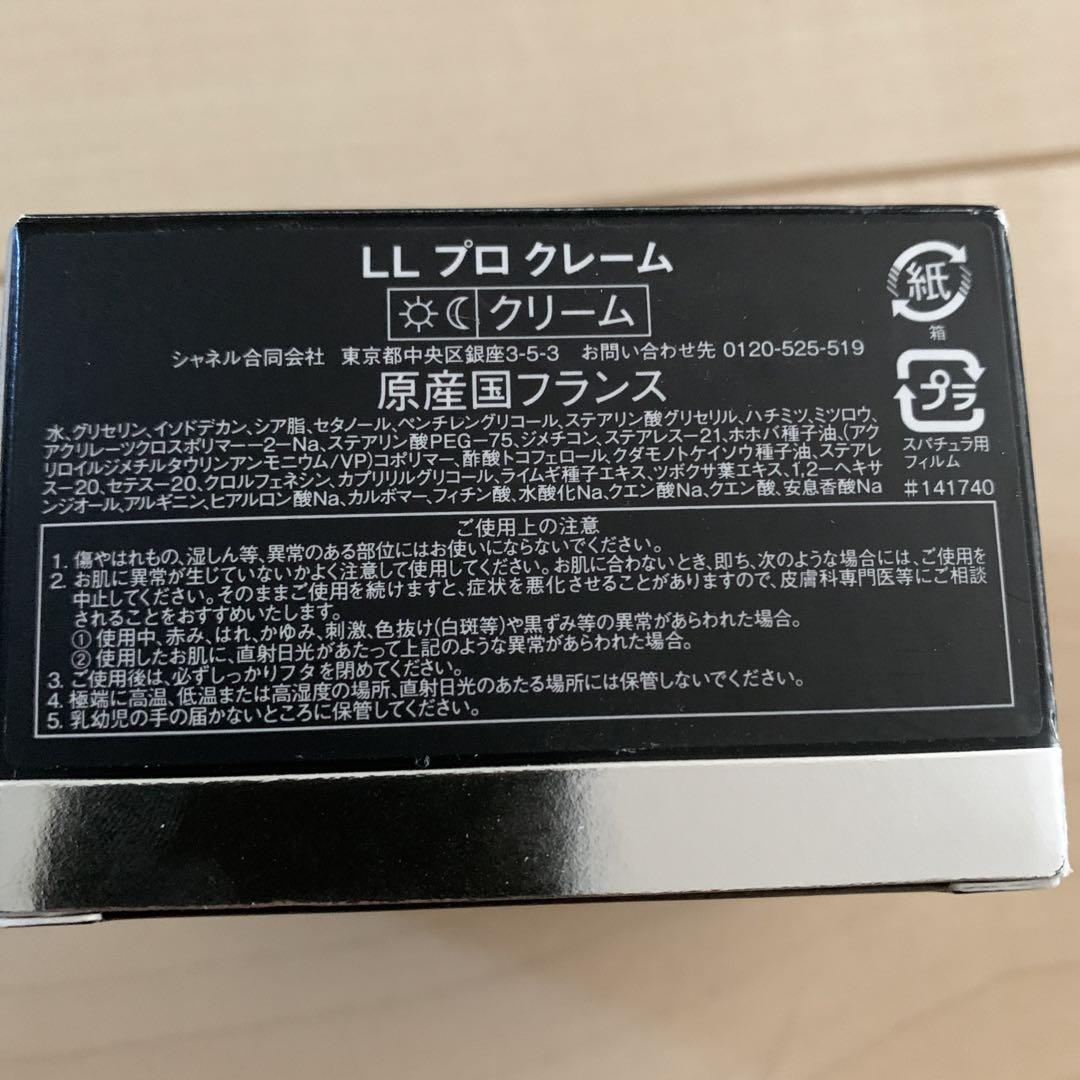 LL プロ クレーム
クリーム
シャネル合同会社 東京都中央区銀座3-5-3 お問い合わせ先 0120-525-519
原産国フランス
水、グリセリン、イソドデカン、シア脂、セタノール、ペンチレングリコール、ステアリン酸グリセリル、ハチミツ、ミツロウ、(アク
アクリレーツクロスポリマー-2-Na、ステアリン酸PEG-75、ジメチコン、ステアレス-21、ホホバ種子油、(アク
リロイルジメチルタウリンアンモニウム/VP)コポリマー、酢酸トコフェロール、クダモノトケイソウ種子油、ステアレ
ス-20、セテス-20、クロルフェネシン、カプリリルグリコール、ライムギ種子エキス、ツボクサ葉エキス、1,2-ヘキサ
ンジオール、アルギニン、ヒアルロン酸Na、カルボマー、フィチン酸、水酸化Na、クエン酸Na、クエン酸、安息香酸Na
紙
箱
プラ
スパチュラ用
フィルム
#141740
ご使用上の注意
1. 傷やはれもの、湿しん等、異常のある部位にはお使いにならないでください。
2. お肌に異常が生じていないかよく注意して使用してください。お肌に合わないとき、即ち、次のような場合には、ご使用を
中止してください。そのままご使用を続けますと、症状を悪化させることがありますので、皮膚科専門医等にご相談
されることをおすすめいたします。
① 使用中、赤み、はれ、かゆみ、刺激、色抜け(白斑等)や黒ずみ等の異常があらわれた場合。
② 使用したお肌に、直射日光があたって上記のような異常があらわれた場合。
3. ご使用後は、必ずしっかりフタを閉めてください。
4. 極端に高温、低温または高湿度の場所、直射日光のあたる場所には保管しないでください。
5. 乳幼児の手の届かないところに保管してください。